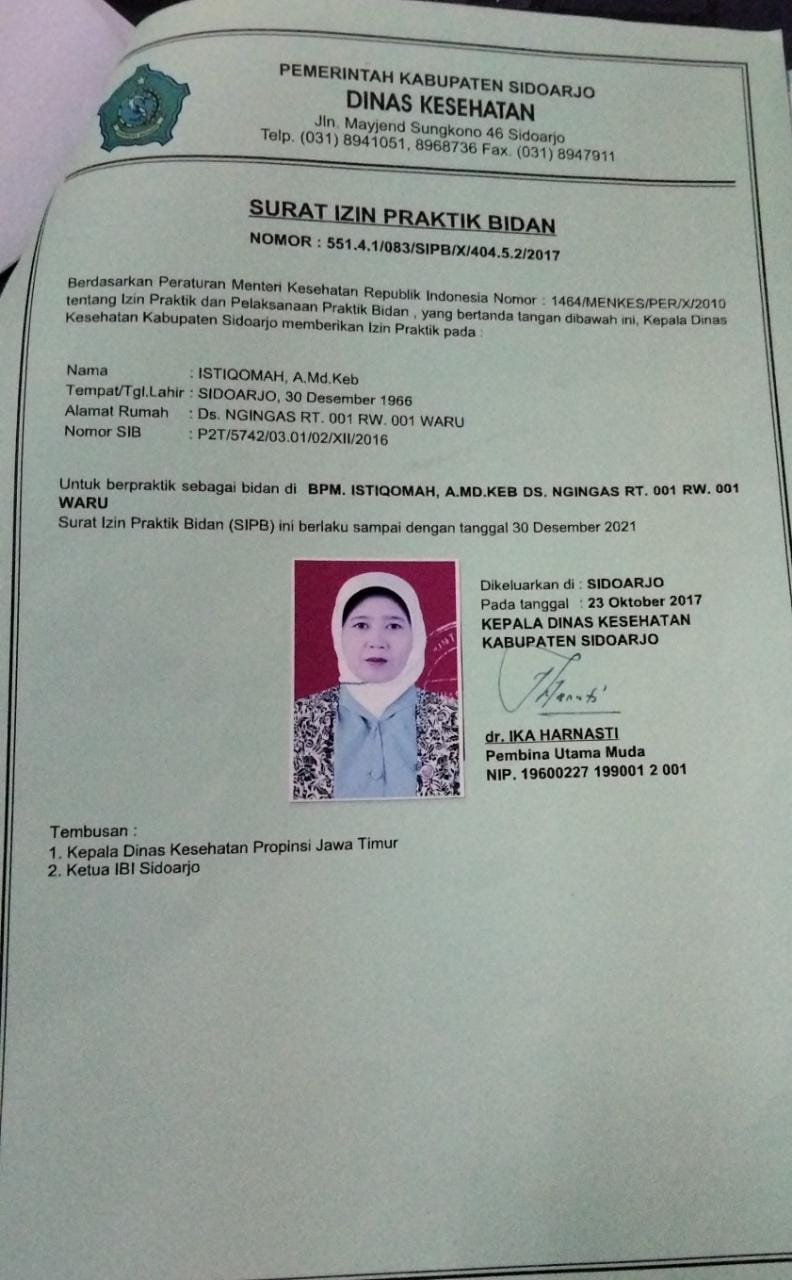 PEMERINTAH KABUPATEN SIDOARJO
DINAS KESEHATAN
Jln. Mayjend Sungkono 46 Sidoarjo
Telp. (031) 8941051, 8968736 Fax. (031) 8947911
SURAT IZIN PRAKTIK BIDAN
NOMOR : 551.4.1/083/SIPB/X/404.5.2/2017
Berdasarkan Peraturan Menteri Kesehatan Republik Indonesia Nomor : 1464/MENKES/PER/X/2010
tentang Izin Praktik dan Pelaksanaan Praktik Bidan , yang bertanda tangan dibawah ini, Kepala Dinas
Kesehatan Kabupaten Sidoarjo memberikan Izin Praktik pada :
Nama : ISTIQOMAH, A.Md.Keb
Tempat/Tgl.Lahir : SIDOARJO, 30 Desember 1966
Alamat Rumah : Ds. NGINGAS RT. 001 RW. 001 WARU
Nomor SIB : P2T/5742/03.01/02/XII/2016
Untuk berpraktik sebagai bidan di BPM. ISTIQOMAH, A.MD.KEB DS. NGINGAS RT. 001 RW. 001
WARU
Surat Izin Praktik Bidan (SIPB) ini berlaku sampai dengan tanggal 30 Desember 2021
Dikeluarkan di : SIDOARJO
Pada tanggal : 23 Oktober 2017
KEPALA DINAS KESEHATAN
KABUPATEN SIDOARJO
dr. IKA HARNASTI
Pembina Utama Muda
NIP. 19600227 199001 2 001
Tembusan :
1. Kepala Dinas Kesehatan Propinsi Jawa Timur
2. Ketua IBI Sidoarjo